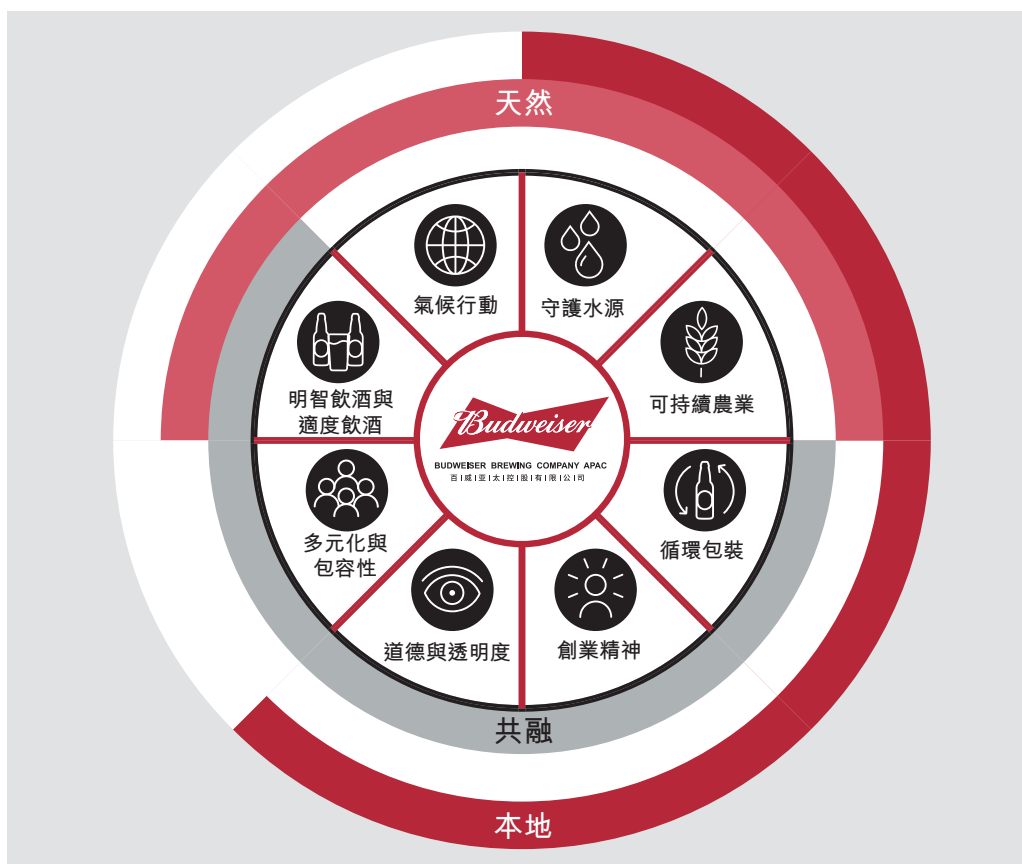 天然
氣候行動
守護水源
明智飲酒與
適度飲酒
可持續農業
Budweiser
BUDWEISER BREWING COMPANY APAC
百|威|亚|太|控|股|有|限|公|司
多元化與
包容性
循環包裝
道德與透明度
創業精神
共融
本地